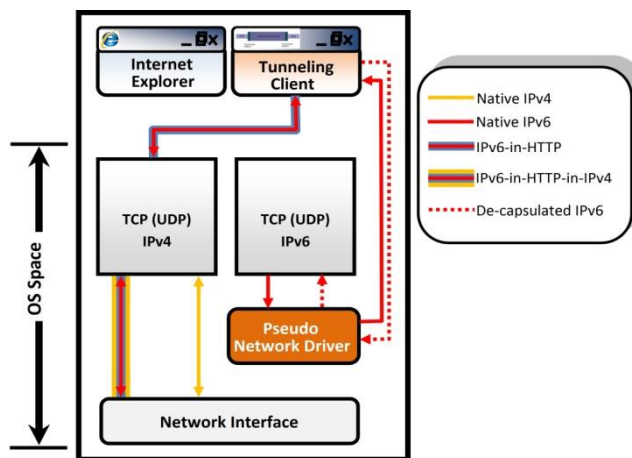 Internet
Explorer
Tunneling
Client
TCP (UDP)
IPv4
TCP (UDP)
IPv6
Pseudo
Network Driver
Network Interface
OS Space
Native IPv4
Native IPv6
IPv6-in-HTTP
IPv6-in-HTTP-in-IPv4
De-capsulated IPv6